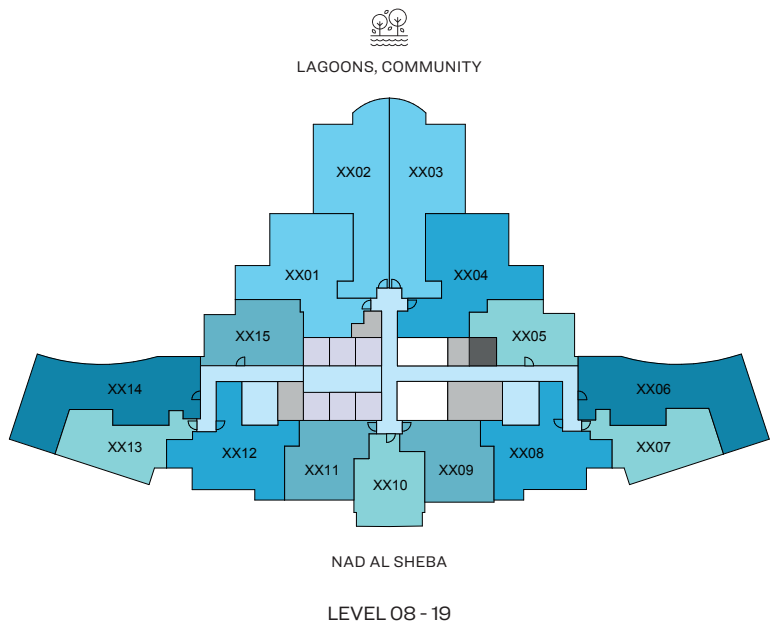 LAGOONS, COMMUNITY
XX02
XX03
XX01
XX04
XX15
XX05
XX14
XX06
XX13
XX12
XX11
XX10
XX09
XX08
XX07
NAD AL SHEBA
LEVEL 08 - 19